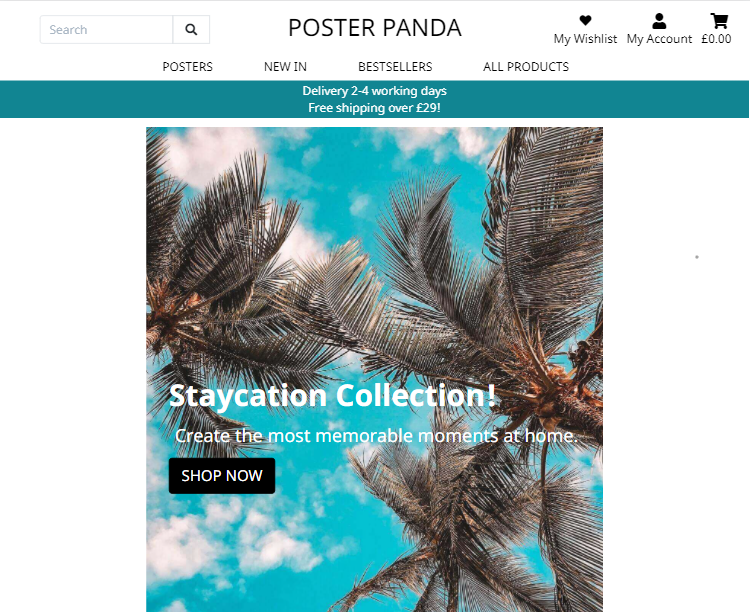 Search
POSTER PANDA
My Wishlist
My Account
£0.00
POSTERS
NEW IN
BESTSELLERS
ALL PRODUCTS
Delivery 2-4 working days
Free shipping over £29!
Staycation Collection!
Create the most memorable moments at home.
SHOP NOW